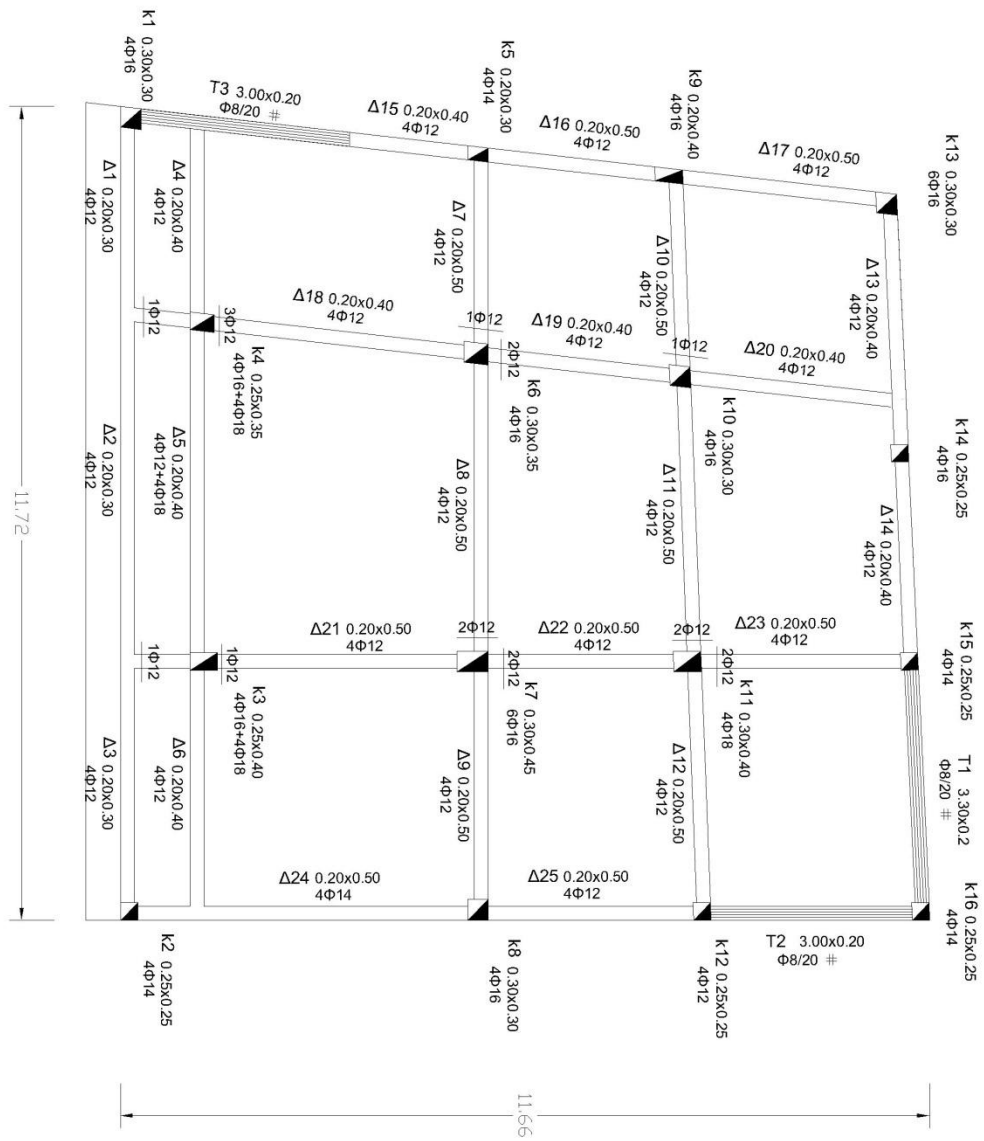 k1 0.30x0.30
4Φ16
T3 3.00x0.20
Φ8/20 #
Δ15 0.20x0.40
4Φ12
k5 0.20x0.30
4Φ14
Δ16 0.20x0.50
4Φ12
k9 0.20x0.40
4Φ16
Δ17 0.20x0.50
4Φ12
k13 0.30x0.30
6Φ16
Δ1 0.20x0.30
4Φ12
Δ4 0.20x0.40
4Φ12
Δ7 0.20x0.50
4Φ12
Δ10 0.20x0.50
4Φ12
Δ13 0.20x0.40
4Φ12
1Φ12
3Φ12
k4 0.25x0.35
4Φ16+4Φ18
Δ18 0.20x0.40
4Φ12
1Φ12
2Φ12
k6 0.30x0.35
4Φ16
Δ19 0.20x0.40
4Φ12
1Φ12
k10 0.30x0.30
4Φ16
Δ20 0.20x0.40
4Φ12
k14 0.25x0.25
4Φ16
Δ2 0.20x0.30
4Φ12
Δ5 0.20x0.40
4Φ12+4Φ18
Δ8 0.20x0.50
4Φ12
Δ11 0.20x0.50
4Φ12
Δ14 0.20x0.40
4Φ12
11.72
1Φ12
1Φ12
k3 0.25x0.40
4Φ16+4Φ18
Δ21 0.20x0.50
4Φ12
2Φ12
2Φ12
k7 0.30x0.45
6Φ16
Δ22 0.20x0.50
4Φ12
2Φ12
2Φ12
k11 0.30x0.40
4Φ18
Δ23 0.20x0.50
4Φ12
k15 0.25x0.25
4Φ14
Δ3 0.20x0.30
4Φ12
Δ6 0.20x0.40
4Φ12
Δ9 0.20x0.50
4Φ12
Δ12 0.20x0.50
4Φ12
T1 3.30x0.2
Φ8/20 #
Δ24 0.20x0.50
4Φ14
Δ25 0.20x0.50
4Φ12
k16 0.25x0.25
4Φ14
k2 0.25x0.25
4Φ14
k8 0.30x0.30
4Φ16
k12 0.25x0.25
4Φ12
T2 3.00x0.20
Φ8/20 #
11.66